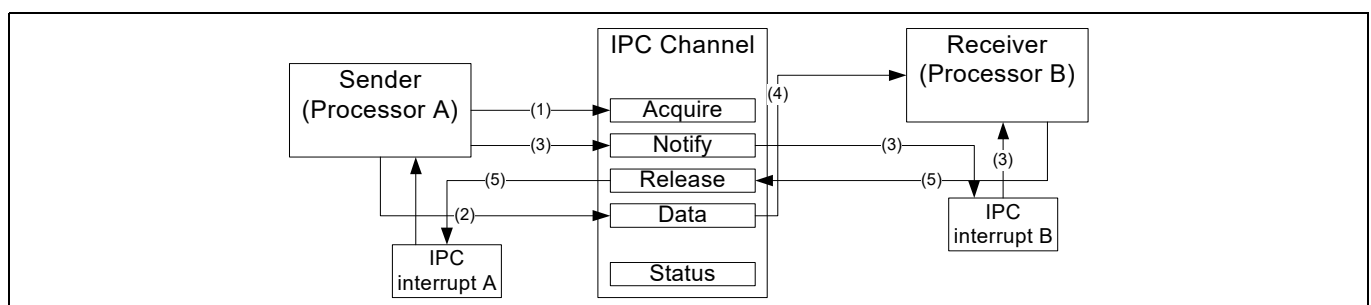 IPC Channel
Receiver
(Processor B)
Sender
(Processor A)
(4)
(1)
Acquire
(3)
Notify
(3)
(3)
(5)
Release
(5)
(2)
Data
IPC
interrupt B
IPC
interrupt A
Status